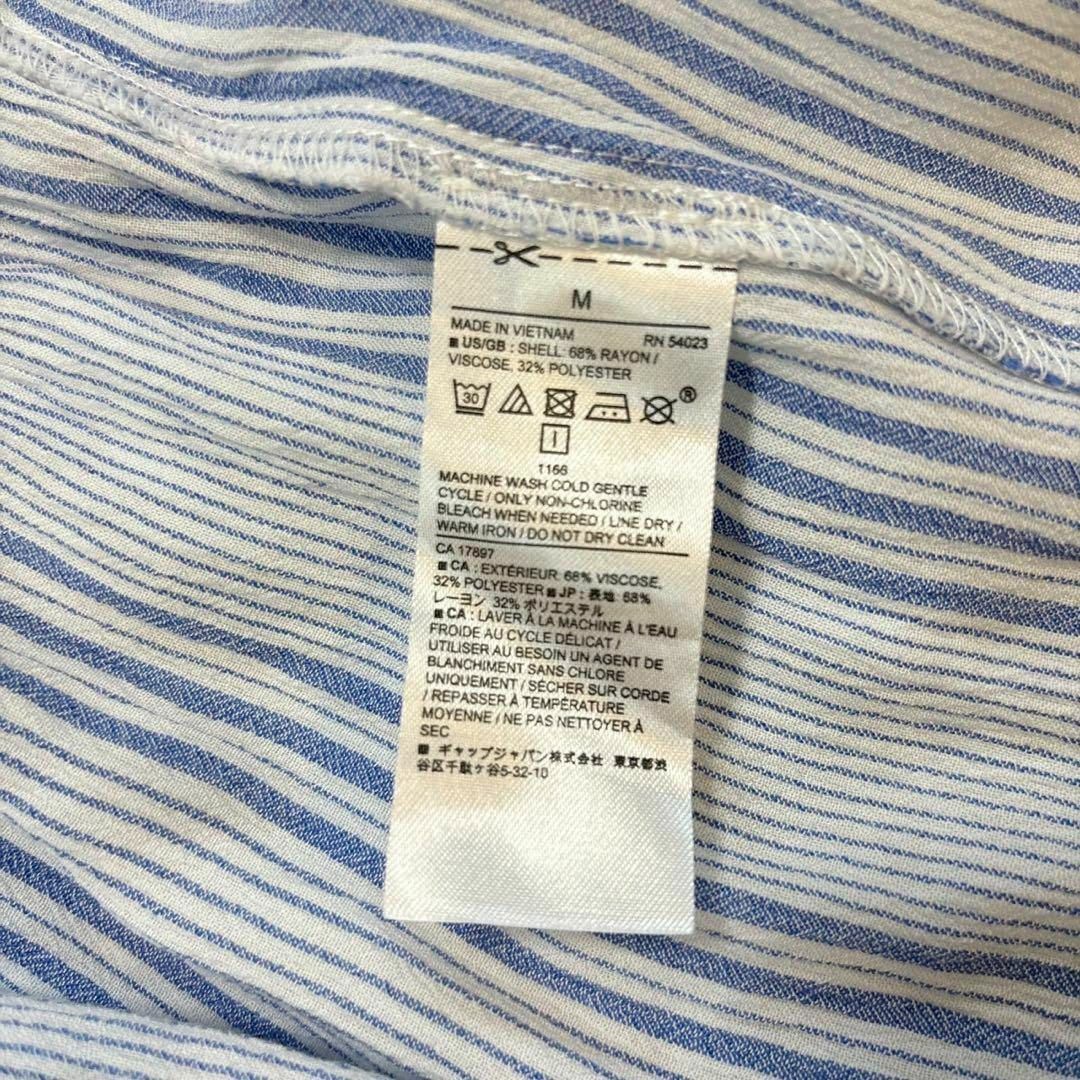 M
MADE IN VIETNAM RN 54023
■ US/GB : SHELL: 68% RAYON /
VISCOSE, 32% POLYESTER
30 ®
I
1166
MACHINE WASH COLD GENTLE
CYCLE / ONLY NON-CHLORINE
BLEACH WHEN NEEDED / LINE DRY /
WARM IRON / DO NOT DRY CLEAN
CA 17897
■ CA : EXTÉRIEUR: 68% VISCOSE,
32% POLYESTER ■ JP : 表地 68%
レーヨン 32% ポリエステル
■ CA : LAVER À LA MACHINE À L'EAU
FROIDE AU CYCLE DÉLICAT /
UTILISER AU BESOIN UN AGENT DE
BLANCHIMENT SANS CHLORE
UNIQUEMENT / SÉCHER SUR CORDE
/ REPASSER À TEMPÉRATURE
MOYENNE / NE PAS NETTOYER À
SEC
■ ギャップジャパン株式会社 東京都渋
谷区千駄ヶ谷5-32-10